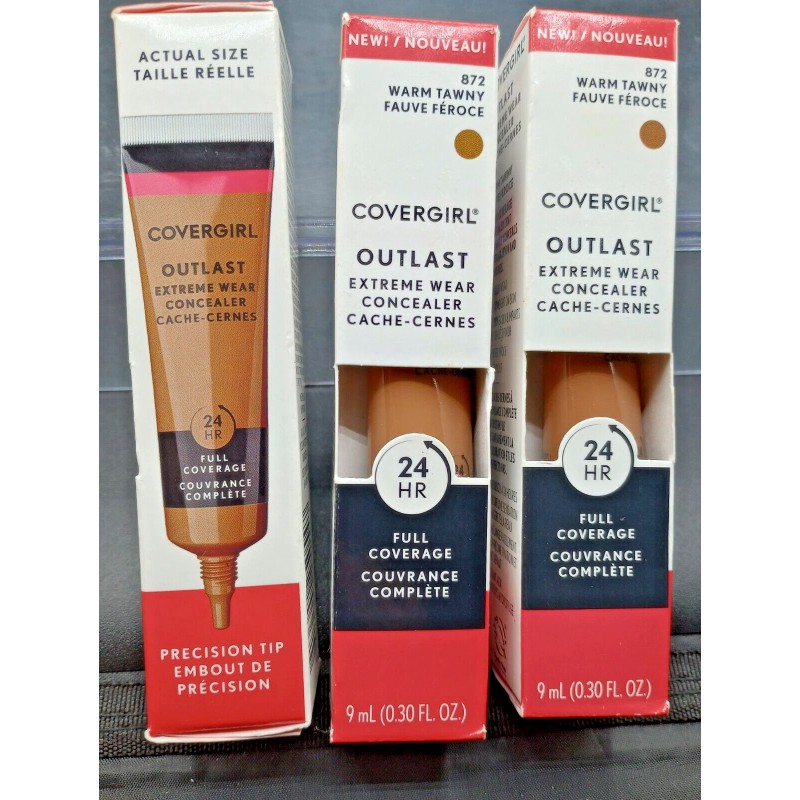 ACTUAL SIZE
TAILLE RÉELLE
COVERGIRL
OUTLAST
EXTREME WEAR
CONCEALER
CACHE-CERNES
24
HR
FULL
COVERAGE
COUVRANCE
COMPLÈTE
PRECISION TIP
EMBOUT DE
PRÉCISION
NEW! / NOUVEAU!
872
WARM TAWNY
FAUVE FÉROCE
COVERGIRL®
OUTLAST
EXTREME WEAR
CONCEALER
CACHE-CERNES
24
HR
FULL
COVERAGE
COUVRANCE
COMPLÈTE
9 mL (0.30 FL. OZ.)
NEW! / NOUVEAU!
872
WARM TAWNY
FAUVE FÉROCE
COVERGIRL®
OUTLAST
EXTREME WEAR
CONCEALER
CACHE-CERNES
24
HR
FULL
COVERAGE
COUVRANCE
COMPLÈTE
9 mL (0.30 FL. OZ.)
COVERGIRL
OUTLAST